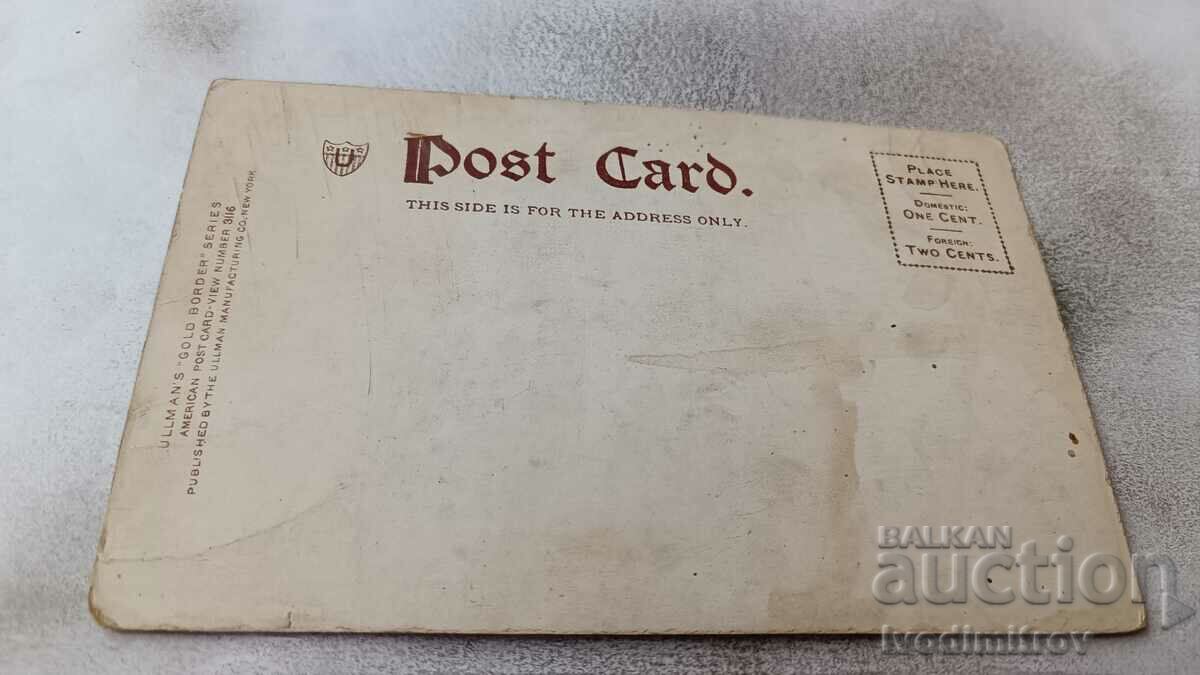 U
Post Card.
THIS SIDE IS FOR THE ADDRESS ONLY.
PLACE
STAMP HERE.
DOMESTIC:
ONE CENT.
FOREIGN:
TWO CENTS.
ULLMAN'S "GOLD BORDER" SERIES
AMERICAN POST CARD-VIEW NUMBER 3116
PUBLISHED BY THE ULLMAN MANUFACTURING CO. NEW YORK.
BALKAN
auction
Ivodimitrov